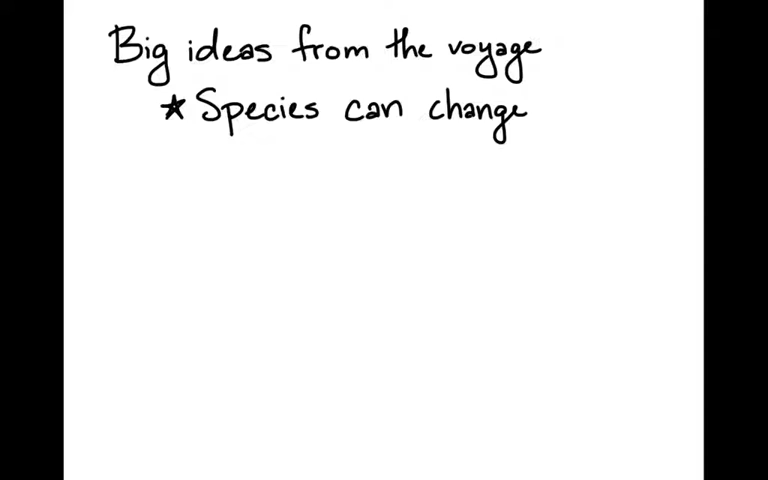 Big ideas from the voyage
★ Species can change